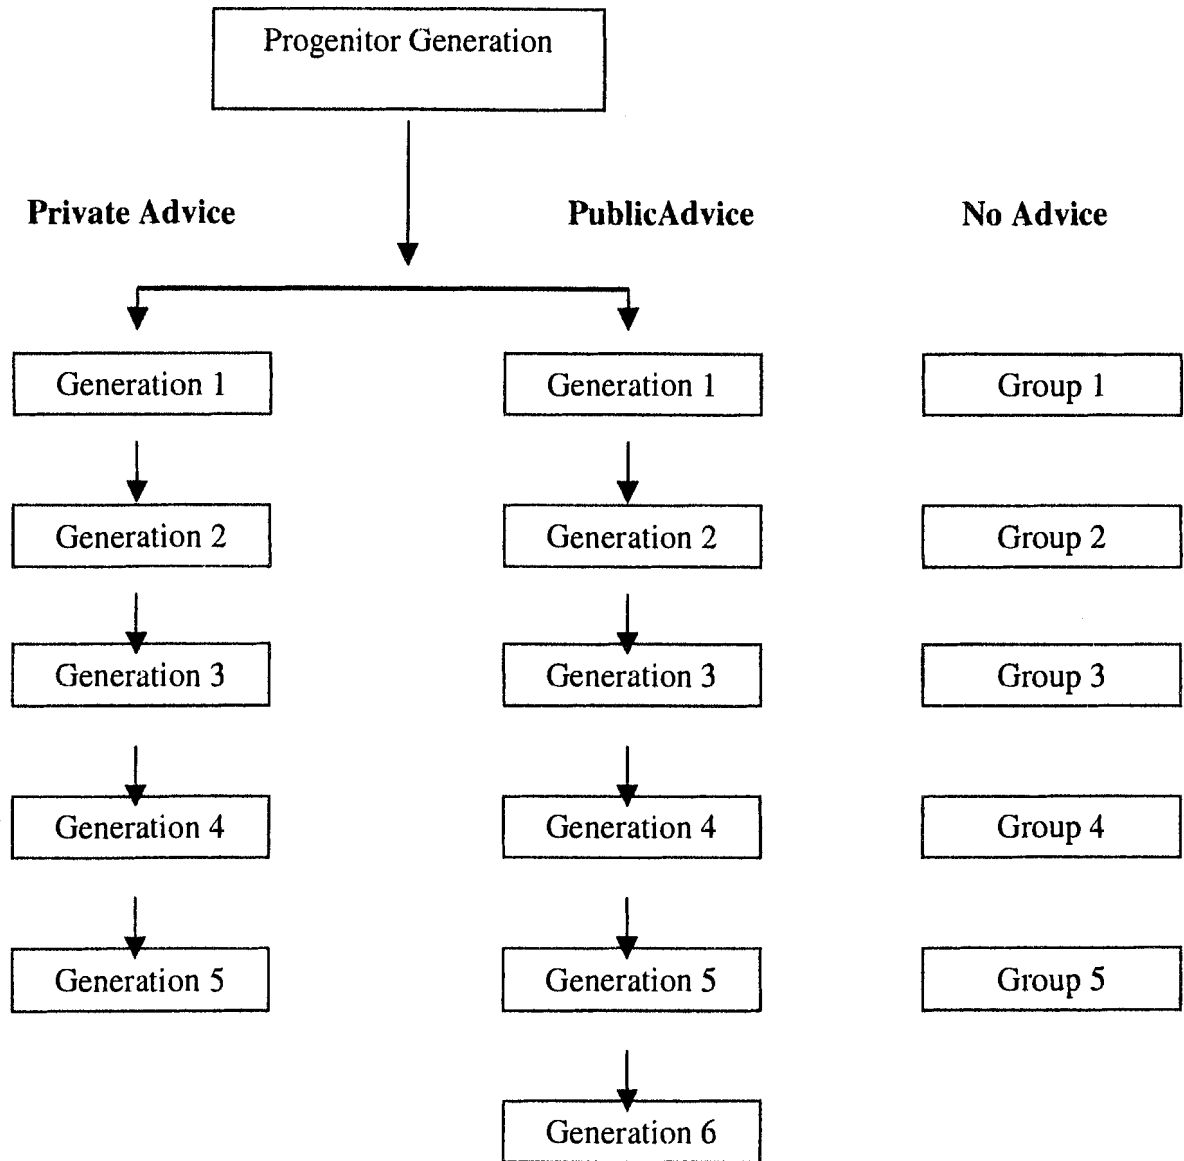 Progenitor Generation
Private Advice
PublicAdvice
No Advice
Generation 1
Generation 1
Group 1
Generation 2
Generation 2
Group 2
Generation 3
Generation 3
Group 3
Generation 4
Generation 4
Group 4
Generation 5
Generation 5
Group 5
Generation 6